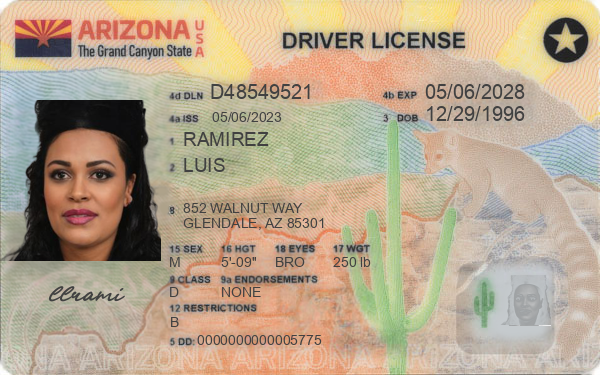 ARIZONA USA
The Grand Canyon State
DRIVER LICENSE
4d DLN D48549521 4b EXP 05/06/2028
4a ISS 05/06/2023 3 DOB 12/29/1996
1 RAMIREZ
2 LUIS
8 852 WALNUT WAY
GLENDALE, AZ 85301
15 SEX 16 HGT 18 EYES 17 WGT
M 5'-09" BRO 250 lb
9 CLASS 9a ENDORSEMENTS
D NONE
12 RESTRICTIONS
B
5 DD: 0000000000005775
ARIZONA ARIZONA ARIZONA ARIZONA